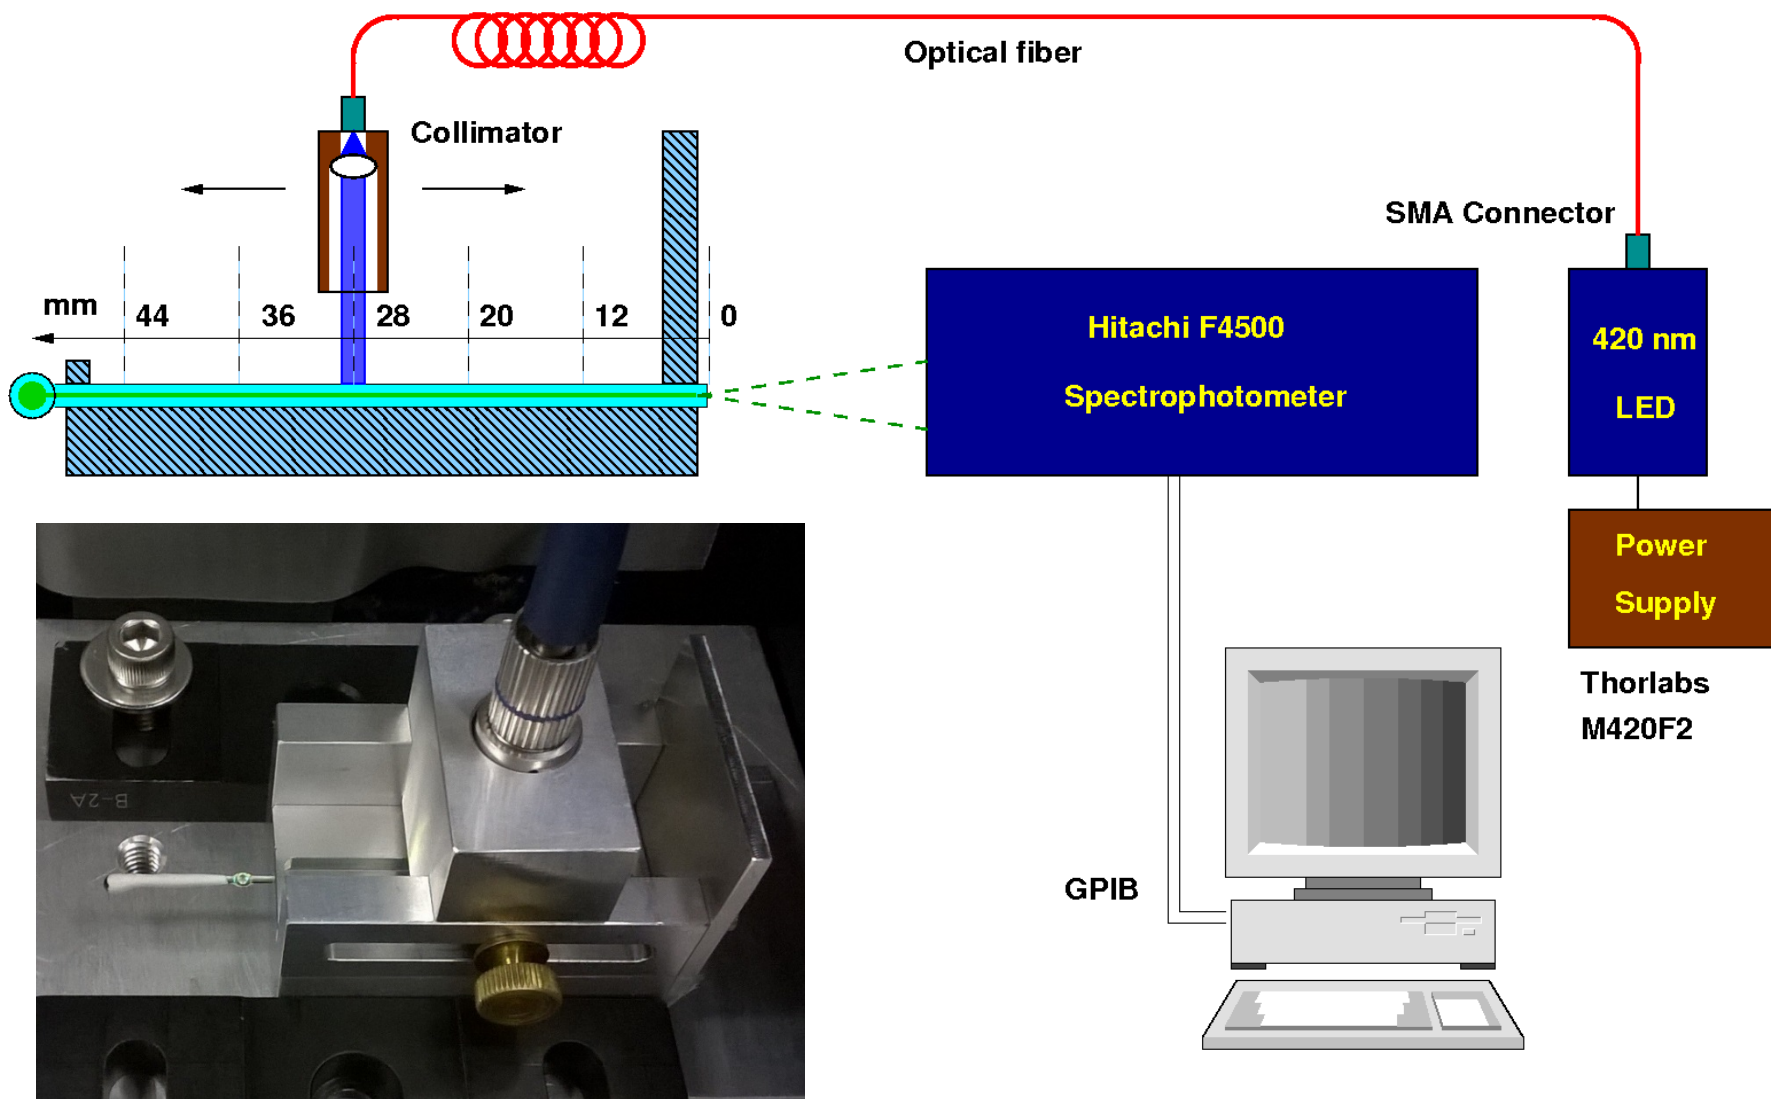 Optical fiber
Collimator
SMA Connector
mm 44 36 28 20 12 0
Hitachi F4500
Spectrophotometer
420 nm
LED
Power
Supply
Thorlabs
M420F2
GPIB
B-2A